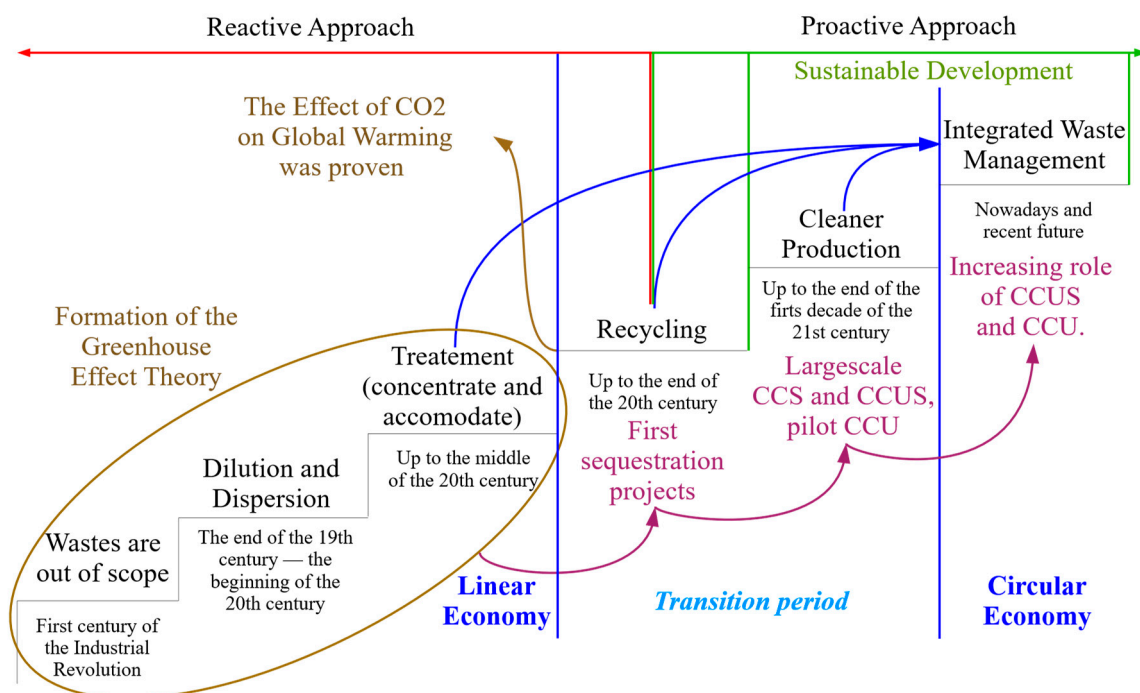 Reactive Approach
Proactive Approach
Sustainable Development
The Effect of CO2
on Global Warming
was proven
Integrated Waste
Management
Nowadays and
recent future
Increasing role
of CCUS
and CCU.
Cleaner
Production
Up to the end of the
firts decade of the
21st century
Largescale
CCS and CCUS,
pilot CCU
Recycling
Up to the end of
the 20th century
First
sequestration
projects
Formation of the
Greenhouse
Effect Theory
Treatement
(concentrate and
accomodate)
Up to the middle
of the 20th century
Dilution and
Dispersion
The end of the 19th
century — the
beginning of the
20th century
Wastes are
out of scope
First century of
the Industrial
Revolution
Linear
Economy
Transition period
Circular
Economy